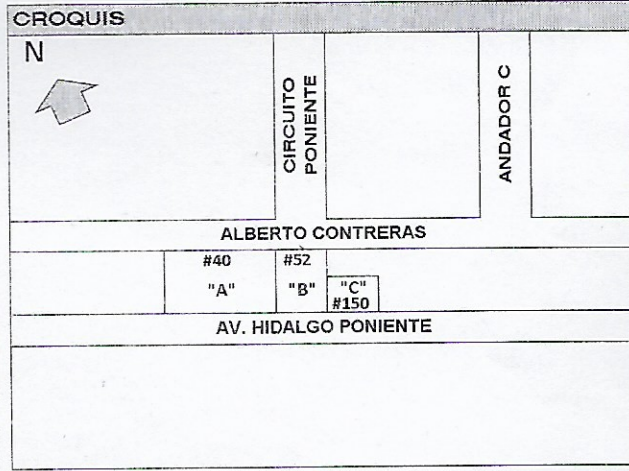 CROQUIS
N
CIRCUITO
PONIENTE
ANDADOR C
ALBERTO CONTRERAS
#40
"A"
#52
"B"
"C"
#150
AV. HIDALGO PONIENTE